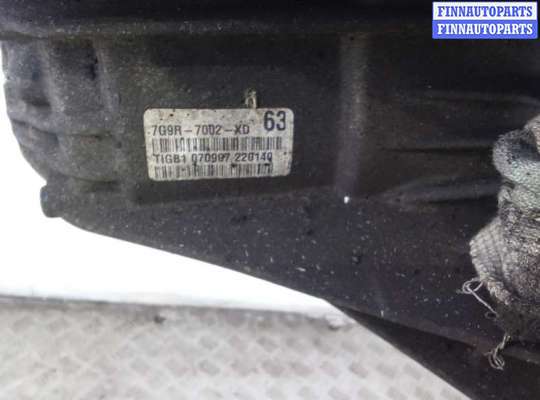 FINNAUTOPARTS
FINNAUTOPARTS
7G9R-7002-XD 63
TIGB1 070997 220140